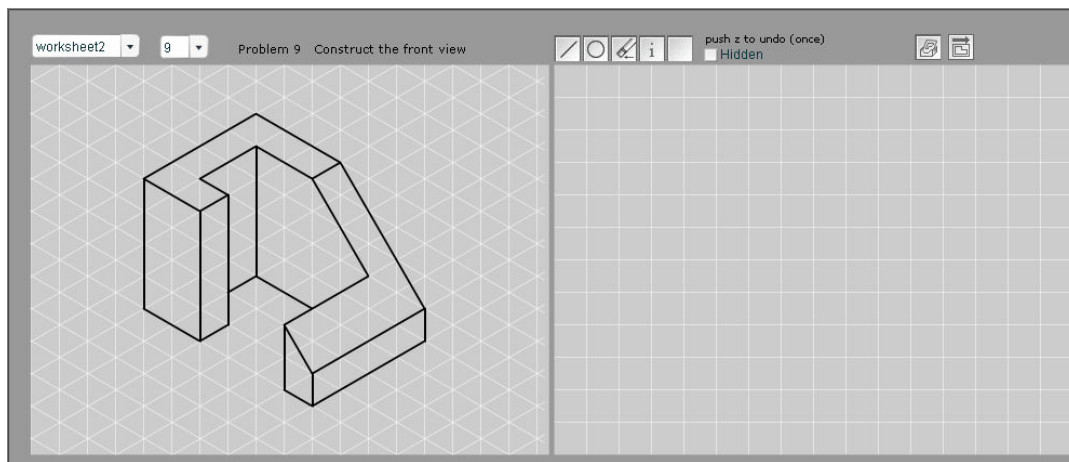 worksheet2 9 Problem 9 Construct the front view i push z to undo (once)
Hidden